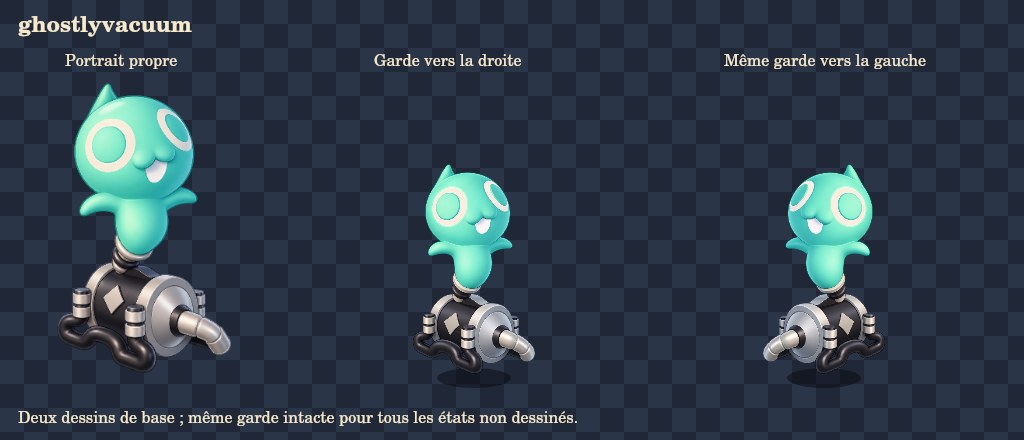 ghostlyvacuum
Portrait propre
Garde vers la droite
Même garde vers la gauche
Deux dessins de base ; même garde intacte pour tous les états non dessinés.